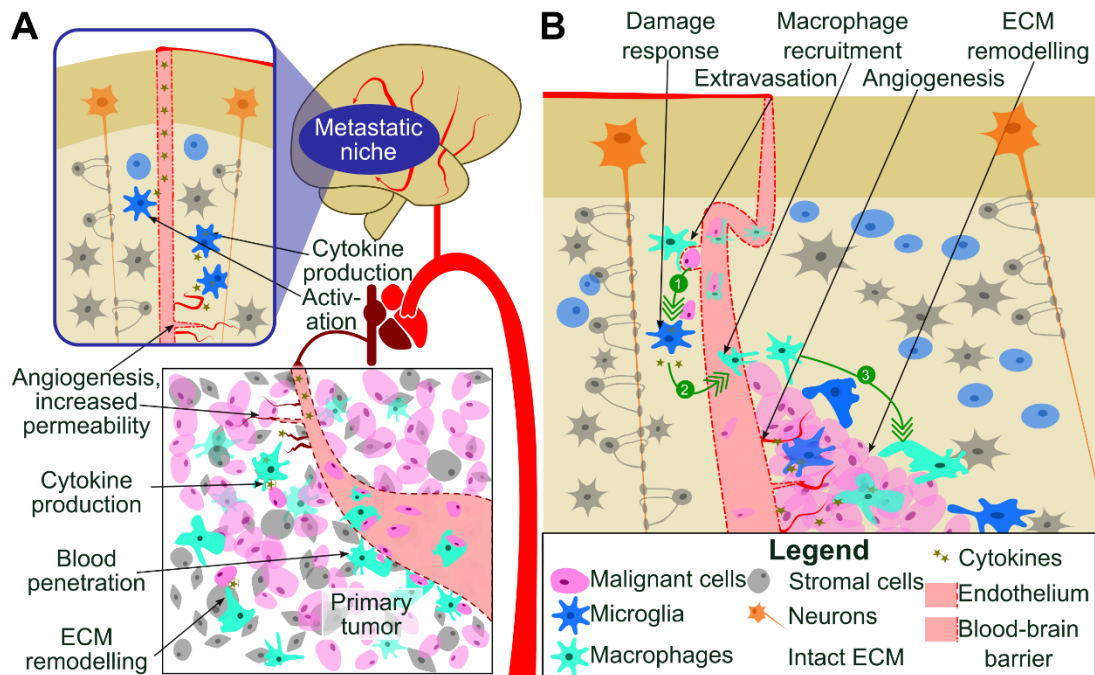 A
Metastatic
niche
Cytokine
production
Activ-
ation
Angiogenesis,
increased
permeability
Cytokine
production
Blood
penetration
ECM
remodelling
Primary
tumor
B
Damage
response
Macrophage
recruitment
ECM
remodelling
Extravasation
Angiogenesis
1
2
3
Legend
Malignant cells
Microglia
Macrophages
Stromal cells
Neurons
Intact ECM
Cytokines
Endothelium
Blood-brain
barrier